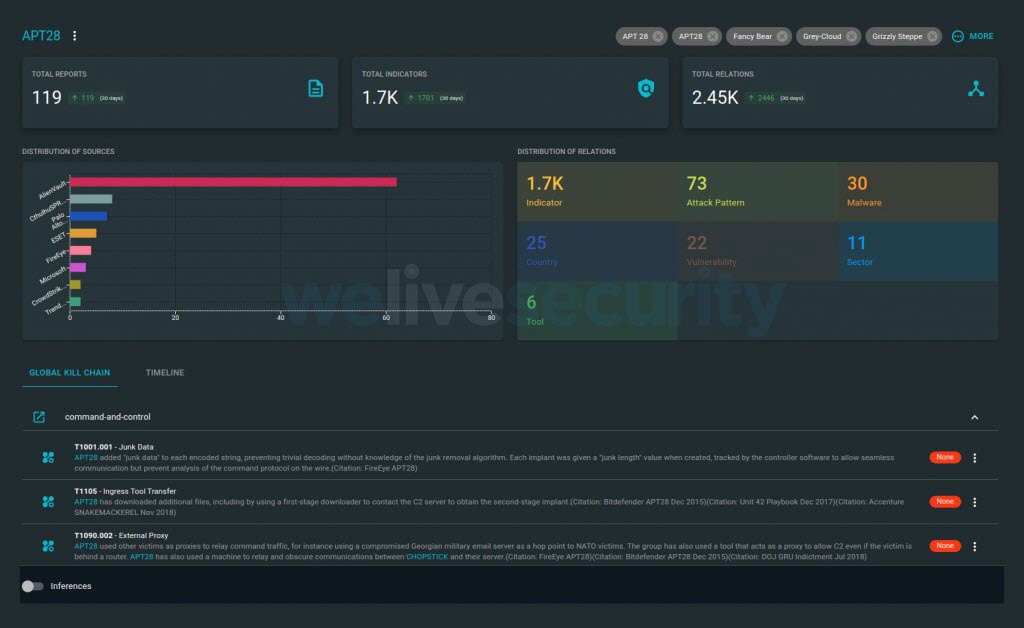 APT28
APT 28
APT28
Fancy Bear
Grey-Cloud
Grizzly Steppe
MORE
TOTAL REPORTS
119 119 (30 days)
TOTAL INDICATORS
1.7K 1701 (30 days)
TOTAL RELATIONS
2.45K 2446 (30 days)
DISTRIBUTION OF SOURCES
AlienVault
CthulhuSPR...
Palo
Alto...
ESET
FireEye
Microsoft
CrowdStrik...
Trend...
0 20 40 60 80
DISTRIBUTION OF RELATIONS
1.7K
Indicator
73
Attack Pattern
30
Malware
25
Country
22
Vulnerability
11
Sector
6
Tool
welivesecurity
GLOBAL KILL CHAIN
TIMELINE
command-and-control
T1001.001 - Junk Data
APT28 added "junk data" to each encoded string, preventing trivial decoding without knowledge of the junk removal algorithm. Each implant was given a "junk length" value when created, tracked by the controller software to allow seamless
communication but prevent analysis of the command protocol on the wire.(Citation: FireEye APT28)
None
T1105 - Ingress Tool Transfer
APT28 has downloaded additional files, including by using a first-stage downloader to contact the C2 server to obtain the second-stage implant.(Citation: Bitdefender APT28 Dec 2015)(Citation: Unit 42 Playbook Dec 2017)(Citation: Accenture
SNAKEMACKEREL Nov 2018)
None
T1090.002 - External Proxy
APT28 used other victims as proxies to relay command traffic, for instance using a compromised Georgian military email server as a hop point to NATO victims. The group has also used a tool that acts as a proxy to allow C2 even if the victim is
behind a router. APT28 has also used a machine to relay and obscure communications between CHOPSTICK and their server.(Citation: FireEye APT28)(Citation: Bitdefender APT28 Dec 2015)(Citation: DOJ GRU Indictment Jul 2018)
None
Inferences